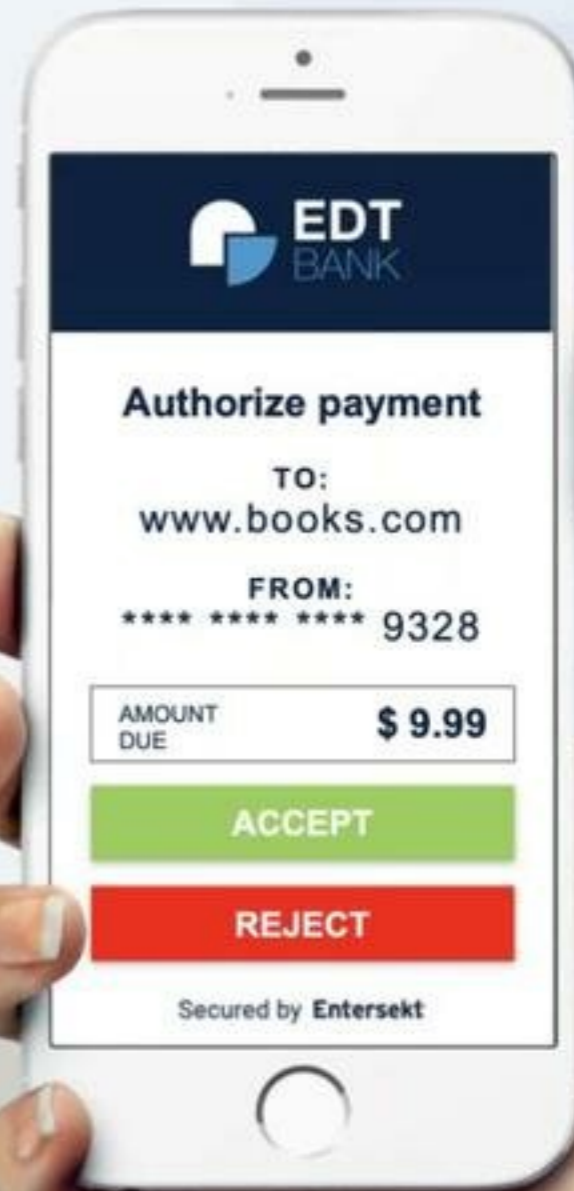 EDT
BANK
Authorize payment
TO:
www.books.com
FROM:
**** **** **** 9328
AMOUNT
DUE
$ 9.99
ACCEPT
REJECT
Secured by Entersekt